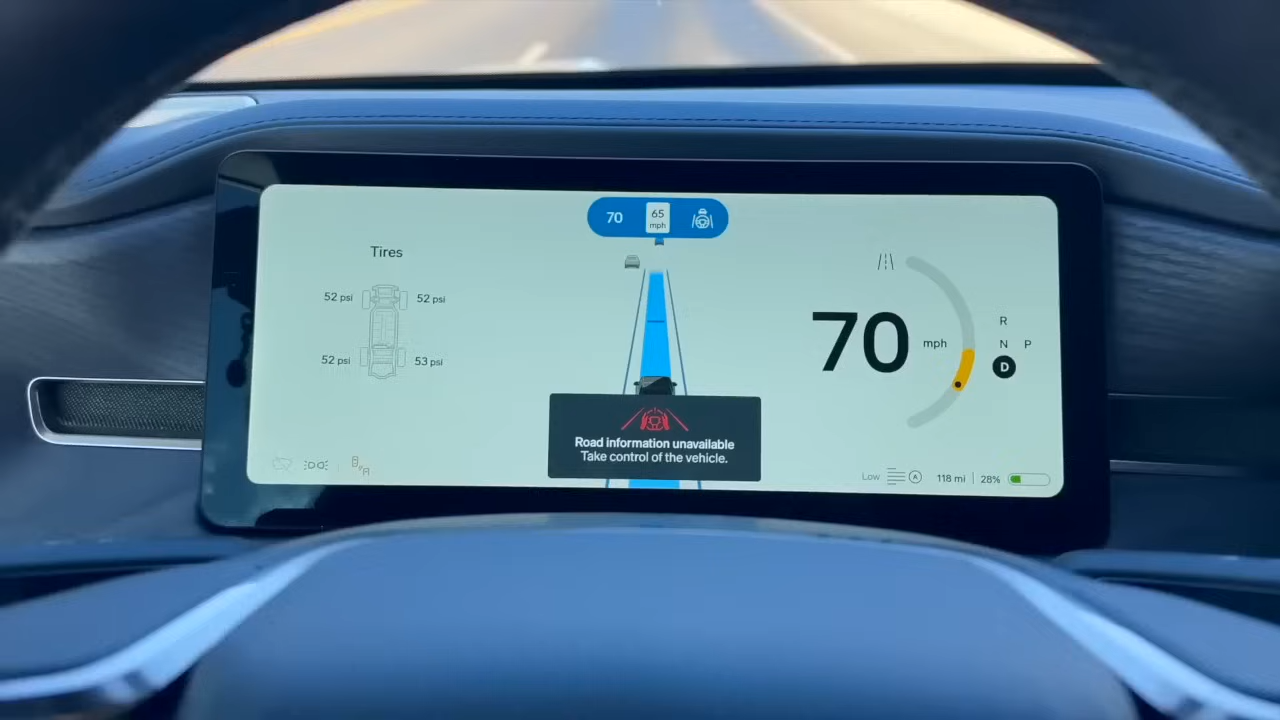 70
65
mph
Tires
52 psi
52 psi
52 psi
53 psi
70 mph
R
N P
D
Road information unavailable
Take control of the vehicle.
Low
A
118 mi
28%